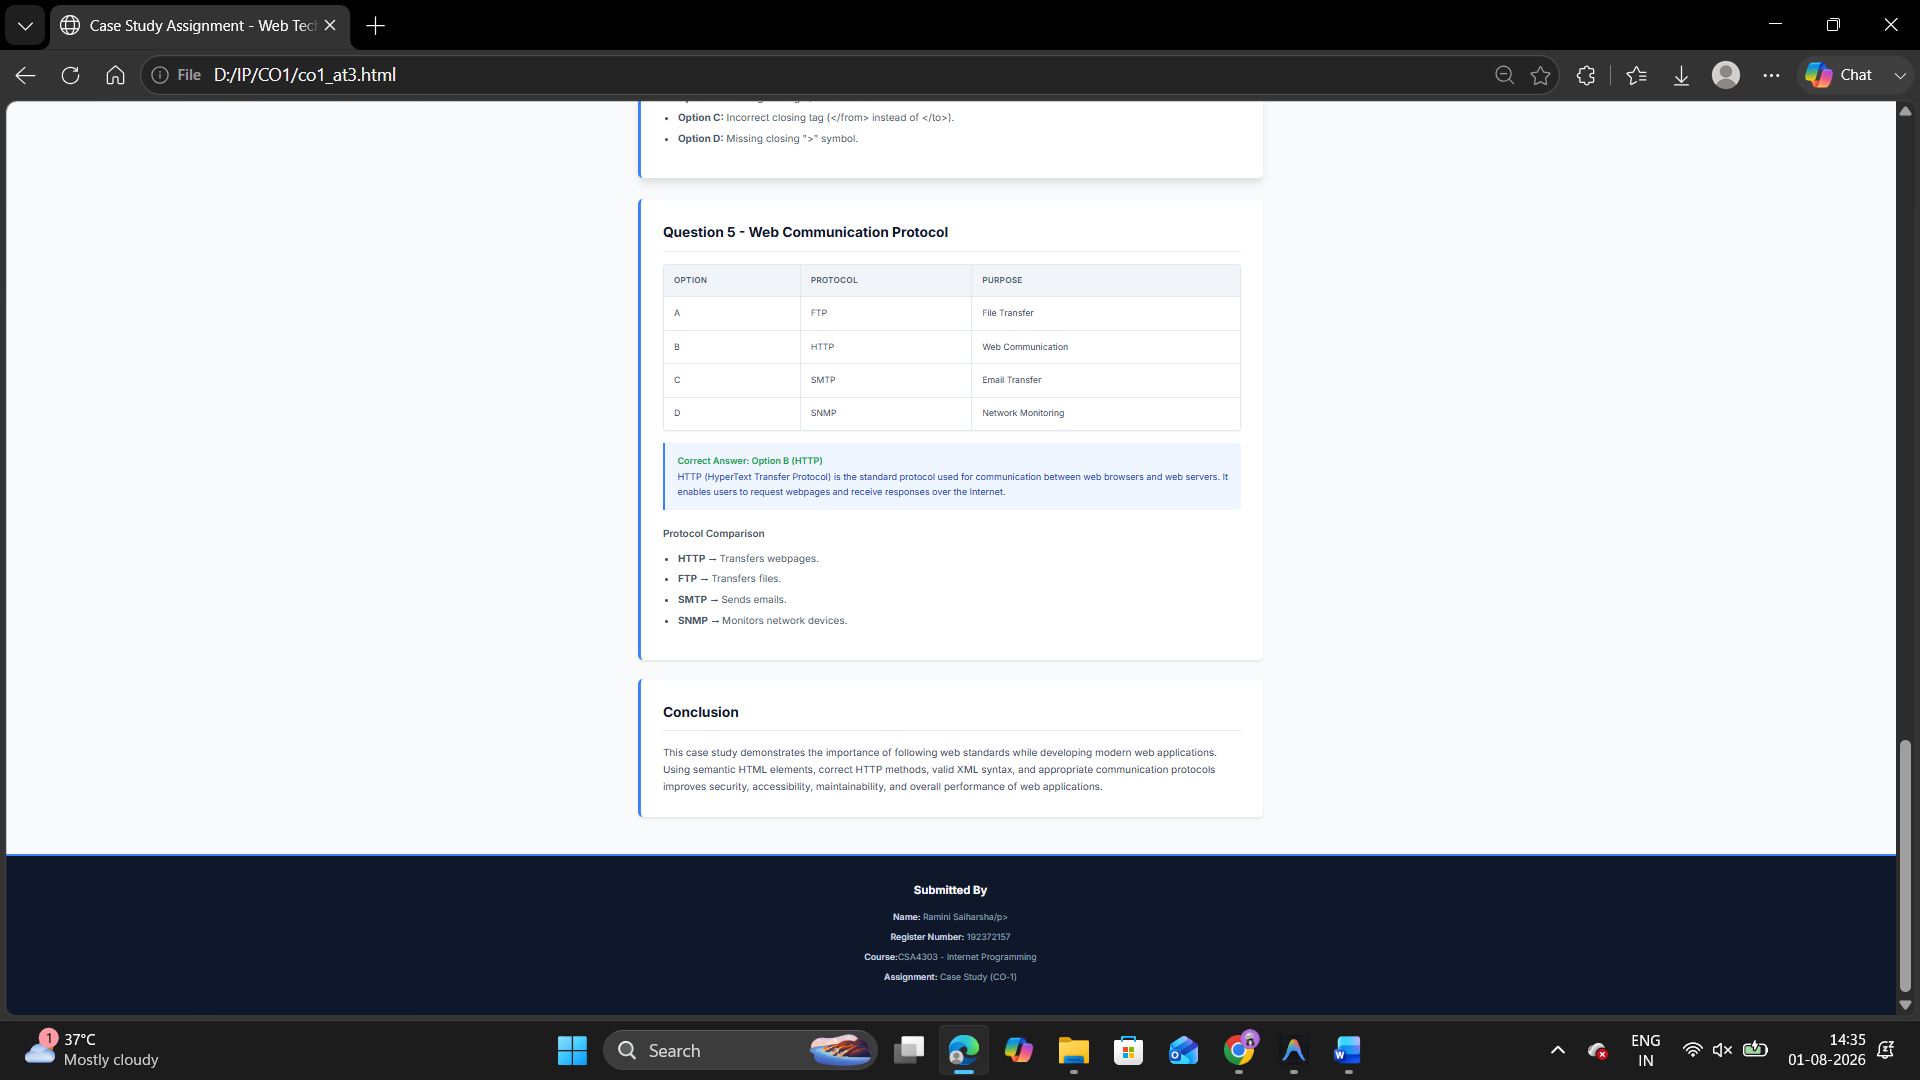 Case Study Assignment - Web Tec
File D:/IP/CO1/co1_at3.html
Chat
Option C: Incorrect closing tag (</from> instead of </to>).
Option D: Missing closing ">" symbol.
Question 5 - Web Communication Protocol
OPTION PROTOCOL PURPOSE
A FTP File Transfer
B HTTP Web Communication
C SMTP Email Transfer
D SNMP Network Monitoring
Correct Answer: Option B (HTTP)
HTTP (HyperText Transfer Protocol) is the standard protocol used for communication between web browsers and web servers. It
enables users to request webpages and receive responses over the Internet.
Protocol Comparison
HTTP → Transfers webpages.
FTP → Transfers files.
SMTP → Sends emails.
SNMP → Monitors network devices.
Conclusion
This case study demonstrates the importance of following web standards while developing modern web applications.
Using semantic HTML elements, correct HTTP methods, valid XML syntax, and appropriate communication protocols
improves security, accessibility, maintainability, and overall performance of web applications.
Submitted By
Name: Ramini Saiharsha/p>
Register Number: 192372157
Course:CSA4303 - Internet Programming
Assignment: Case Study (CO-1)
1
37°C
Mostly cloudy
Search
ENG
IN
14:35
01-08-2026